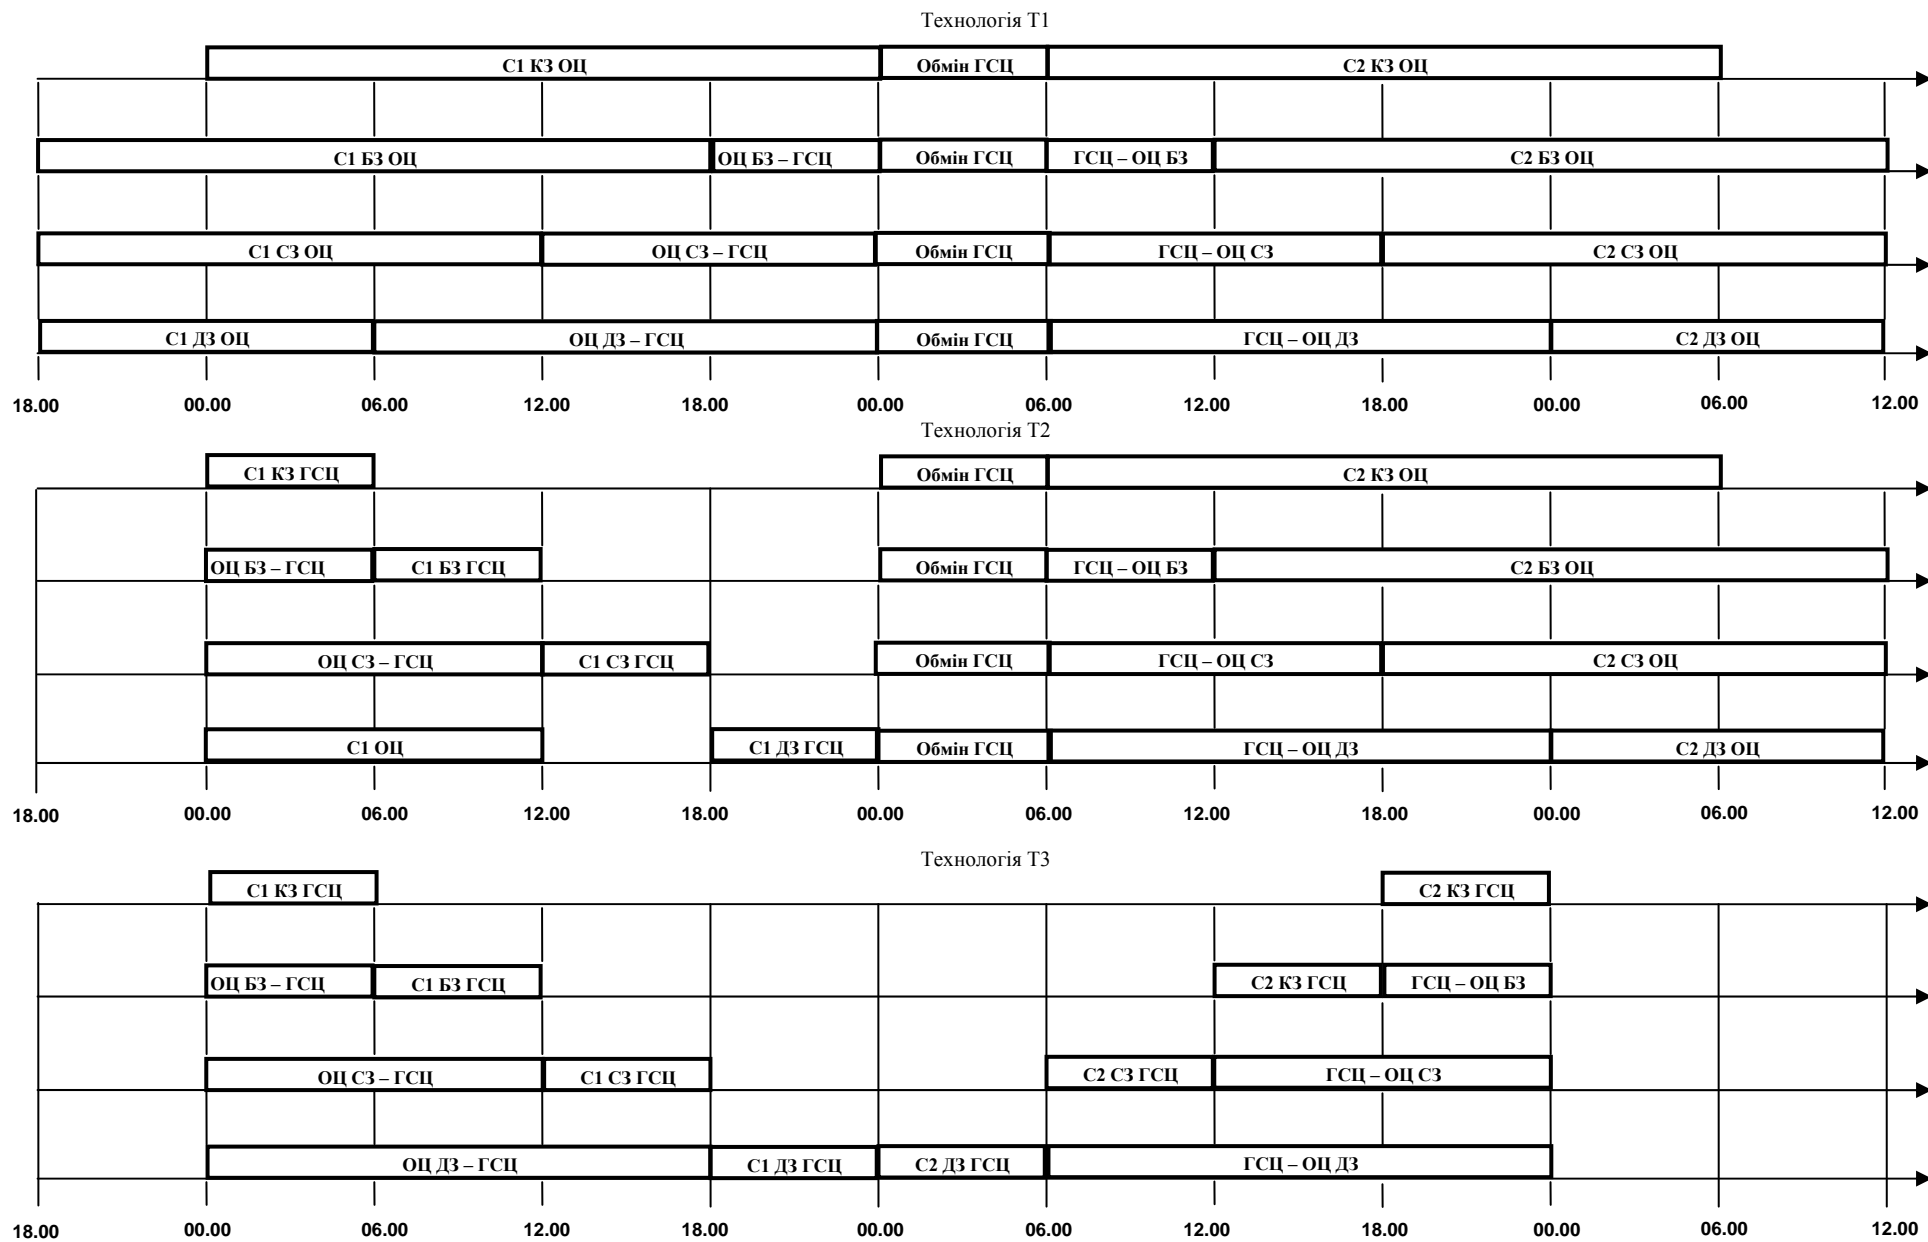 Технологія Т1
С1 КЗ ОЦ Обмін ГСЦ С2 КЗ ОЦ
С1 БЗ ОЦ ОЦ БЗ – ГСЦ Обмін ГСЦ ГСЦ – ОЦ БЗ С2 БЗ ОЦ
С1 СЗ ОЦ ОЦ СЗ – ГСЦ Обмін ГСЦ ГСЦ – ОЦ СЗ С2 СЗ ОЦ
С1 ДЗ ОЦ ОЦ ДЗ – ГСЦ Обмін ГСЦ ГСЦ – ОЦ ДЗ С2 ДЗ ОЦ
18.00 00.00 06.00 12.00 18.00 00.00 06.00 12.00 18.00 00.00 06.00 12.00
Технологія Т2
С1 КЗ ГСЦ Обмін ГСЦ С2 КЗ ОЦ
ОЦ БЗ – ГСЦ С1 БЗ ГСЦ Обмін ГСЦ ГСЦ – ОЦ БЗ С2 БЗ ОЦ
ОЦ СЗ – ГСЦ С1 СЗ ГСЦ Обмін ГСЦ ГСЦ – ОЦ СЗ С2 СЗ ОЦ
С1 ОЦ С1 ДЗ ГСЦ Обмін ГСЦ ГСЦ – ОЦ ДЗ С2 ДЗ ОЦ
18.00 00.00 06.00 12.00 18.00 00.00 06.00 12.00 18.00 00.00 06.00 12.00
Технологія Т3
С1 КЗ ГСЦ С2 КЗ ГСЦ
ОЦ БЗ – ГСЦ С1 БЗ ГСЦ С2 КЗ ГСЦ ГСЦ – ОЦ БЗ
ОЦ СЗ – ГСЦ С1 СЗ ГСЦ С2 СЗ ГСЦ ГСЦ – ОЦ СЗ
ОЦ ДЗ – ГСЦ С1 ДЗ ГСЦ С2 ДЗ ГСЦ ГСЦ – ОЦ ДЗ
18.00 00.00 06.00 12.00 18.00 00.00 06.00 12.00 18.00 00.00 06.00 12.00